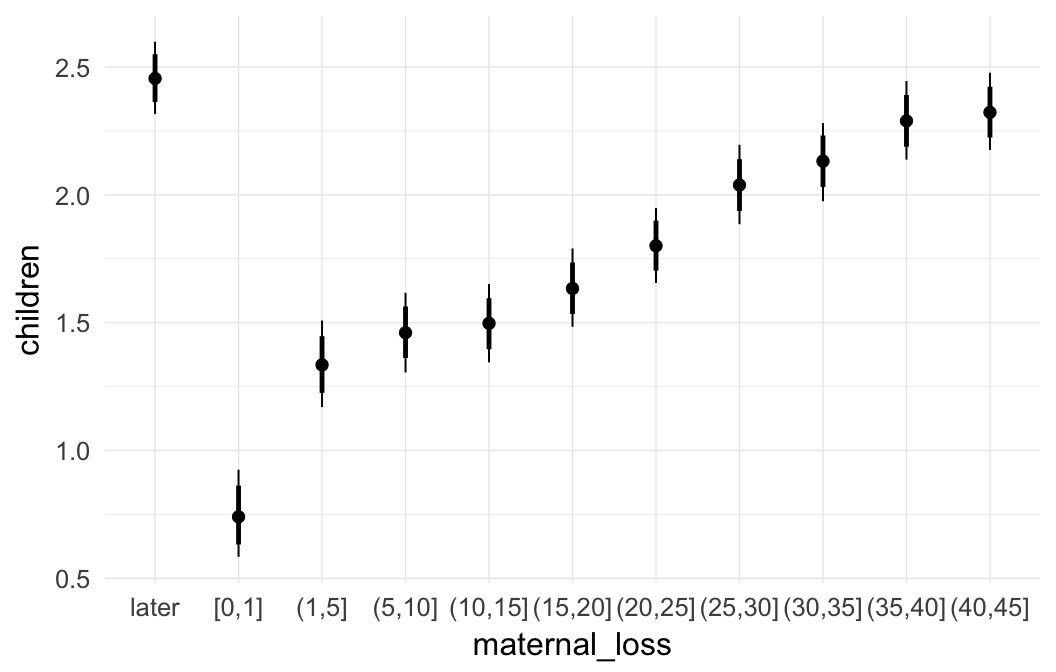 2.5
2.0
children
1.5
1.0
0.5
later [0,1] (1,5] (5,10] (10,15] (15,20] (20,25] (25,30] (30,35] (35,40] (40,45]
maternal_loss